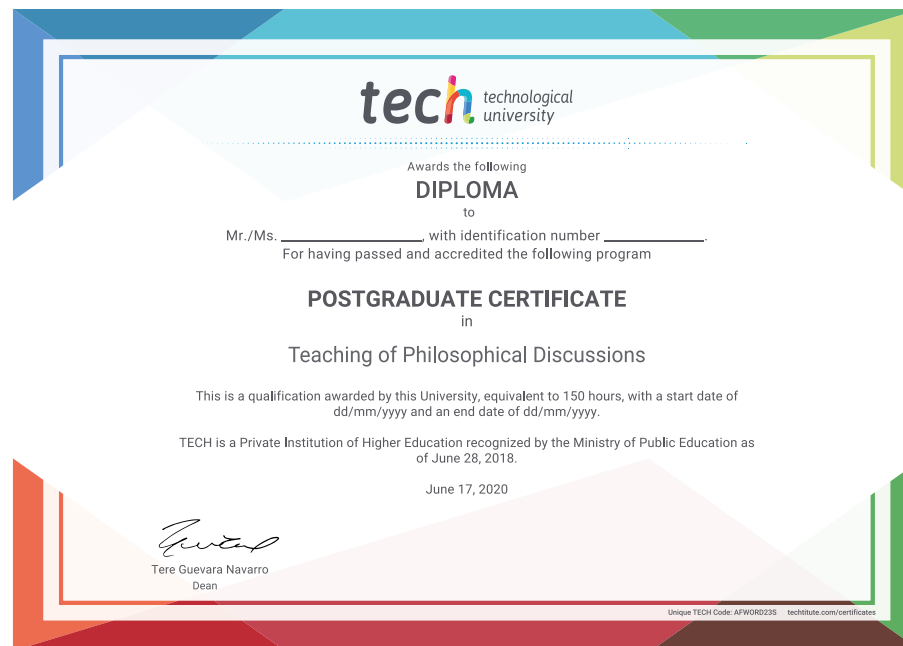 tech technological
university
Awards the following
DIPLOMA
to
Mr./Ms. ____________________, with identification number ______________.
For having passed and accredited the following program
POSTGRADUATE CERTIFICATE
in
Teaching of Philosophical Discussions
This is a qualification awarded by this University, equivalent to 150 hours, with a start date of
dd/mm/yyyy and an end date of dd/mm/yyyy.
TECH is a Private Institution of Higher Education recognized by the Ministry of Public Education as
of June 28, 2018.
June 17, 2020
Tere Guevara Navarro
Dean
Unique TECH Code: AFWORD23S techtitute.com/certificates